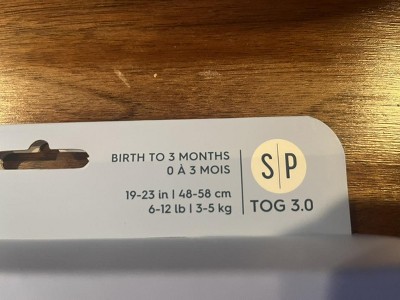 BIRTH TO 3 MONTHS
0 À 3 MOIS
19-23 in | 48-58 cm
6-12 lb | 3-5 kg
S|P
TOG 3.0